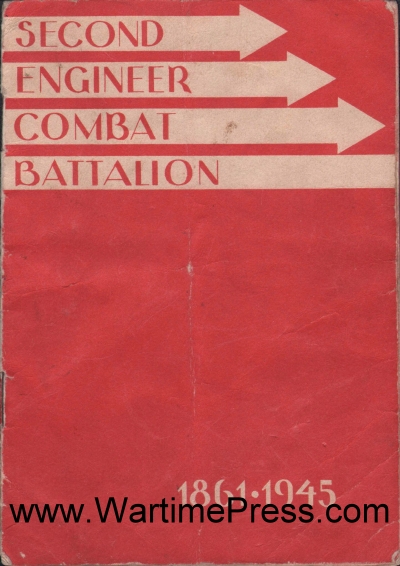 SECOND
ENGINEER
COMBAT
BATTALION
1861·1945
www.WartimePress.com